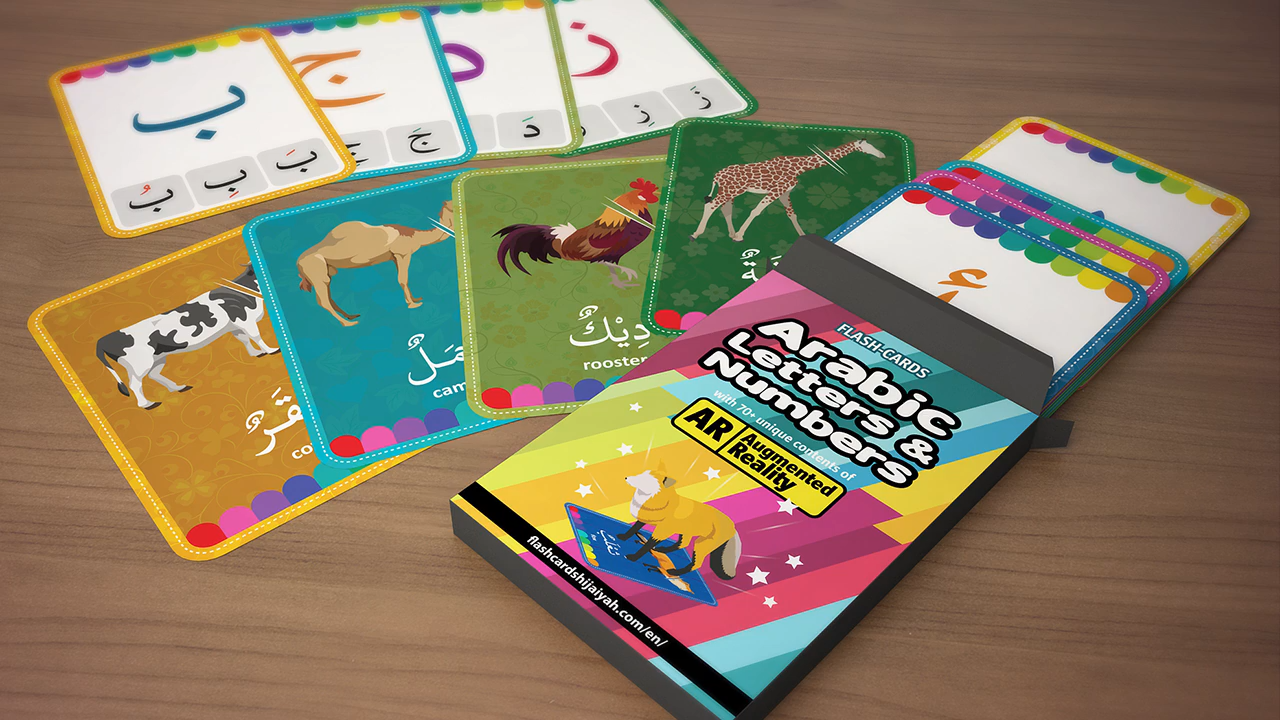 ب
بَ بِ بُ
ج
جَ
د
دَ
ز
زَ زِ
rooster
دِيْكٌ
FLASH-CARDS
Arabic
Letters &
Numbers
with 70+ unique contents of
AR Augmented
Reality
flashcardshijaiyah.com/en/